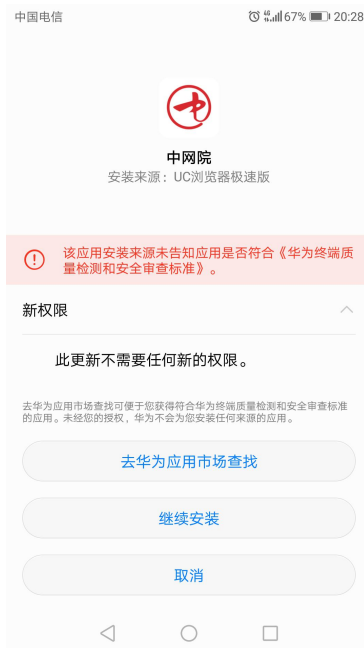 中国电信 67% 20:28
中网院
安装来源：UC浏览器极速版
该应用安装来源未告知应用是否符合《华为终端质
量检测和安全审查标准》。
新权限
此更新不需要任何新的权限。
去华为应用市场查找可便于您获得符合华为终端质量检测和安全审查标准
的应用。未经您的授权，华为不会为您安装任何来源的应用。
去华为应用市场查找
继续安装
取消